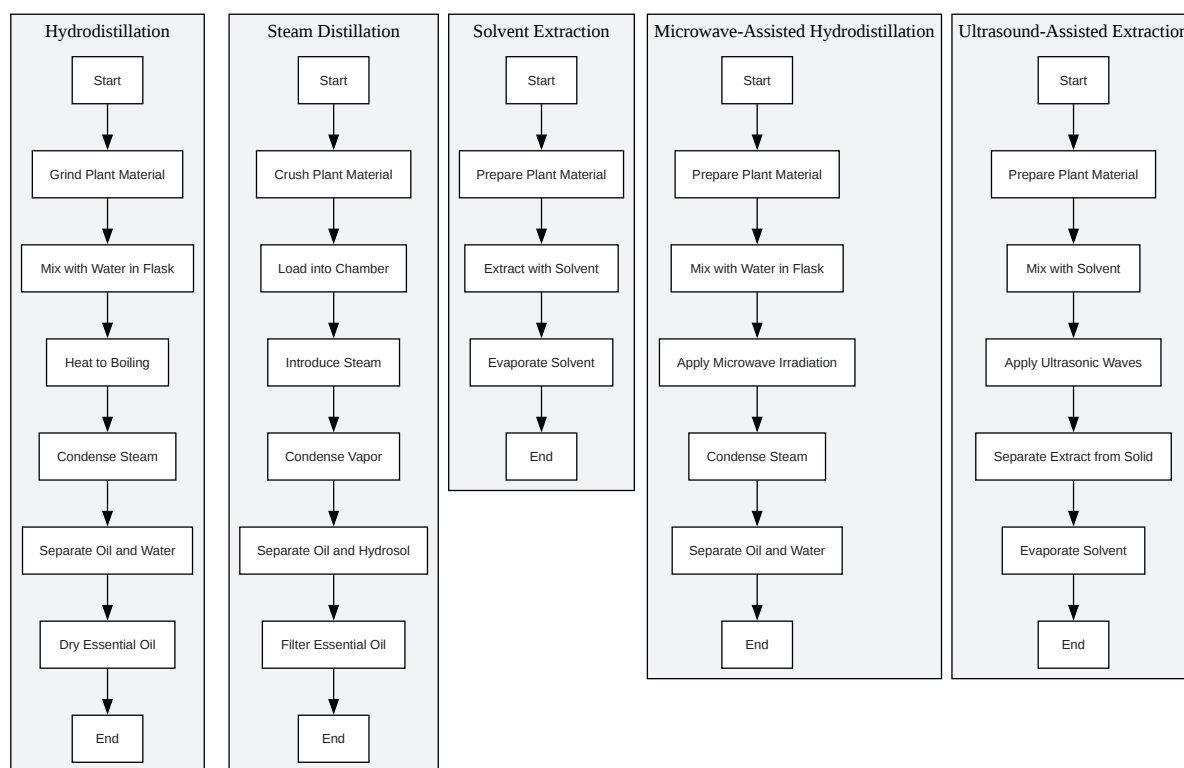 Hydrodistillation
Start
Grind Plant Material
Mix with Water in Flask
Heat to Boiling
Condense Steam
Separate Oil and Water
Dry Essential Oil
End
Steam Distillation
Start
Crush Plant Material
Load into Chamber
Introduce Steam
Condense Vapor
Separate Oil and Hydrosol
Filter Essential Oil
End
Solvent Extraction
Start
Prepare Plant Material
Extract with Solvent
Evaporate Solvent
End
Microwave-Assisted Hydrodistillation
Start
Prepare Plant Material
Mix with Water in Flask
Apply Microwave Irradiation
Condense Steam
Separate Oil and Water
End
Ultrasound-Assisted Extraction
Start
Prepare Plant Material
Mix with Solvent
Apply Ultrasonic Waves
Separate Extract from Solid
Evaporate Solvent
End